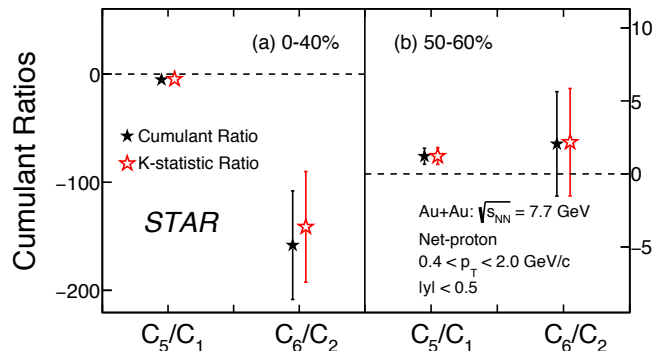 Cumulant Ratios
0
−100
−200
(a) 0-40%
Cumulant Ratio
K-statistic Ratio
STAR
C5/C1
C6/C2
(b) 50-60%
10
5
0
−5
Au+Au: √sNN = 7.7 GeV
Net-proton
0.4 < pT < 2.0 GeV/c
|y| < 0.5
C5/C1
C6/C2